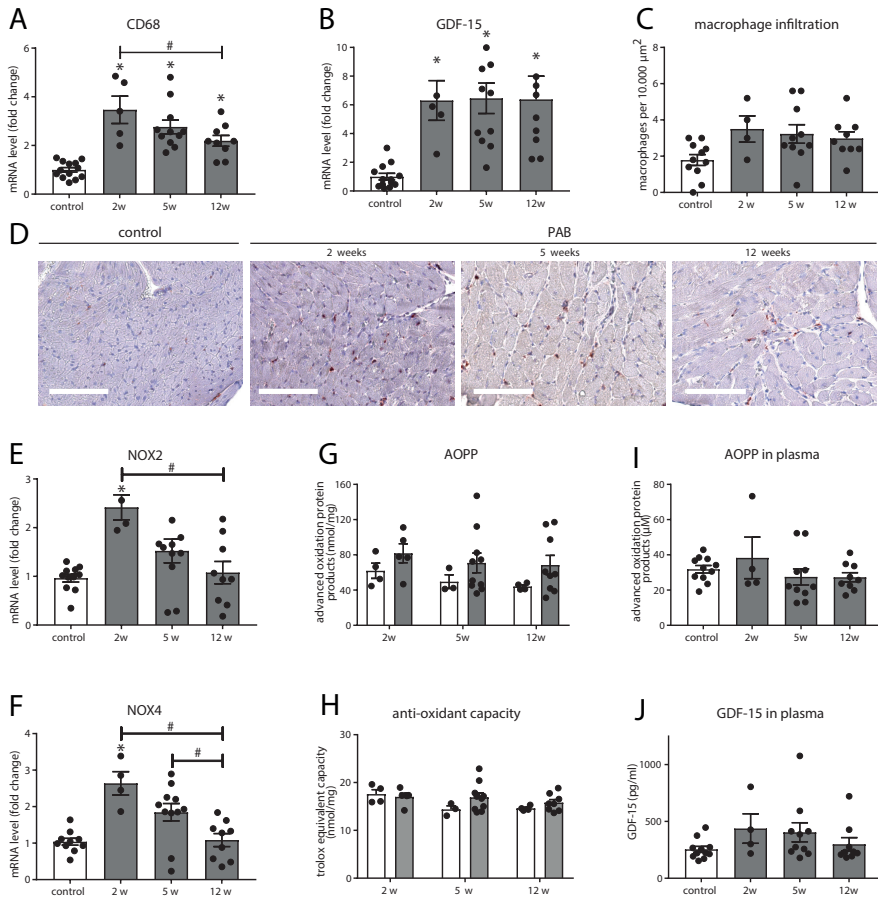 A
CD68
mRNA level (fold change)
6
4
2
0
#
*
*
*
control
2w
5w
12w
B
GDF-15
mRNA level (fold change)
10
8
6
4
2
0
*
*
*
control
2w
5w
12w
C
macrophage infiltration
macrophages per 10.000 µm2
8
6
4
2
0
control
2 w
5 w
12 w
D
control
PAB
2 weeks
5 weeks
12 weeks
E
NOX2
mRNA level (fold change)
3
2
1
0
#
*
control
2 w
5 w
12 w
G
AOPP
advanced oxidation protein
products (nmol/mg)
160
120
80
40
0
2w
5w
12w
I
AOPP in plasma
advanced oxidation protein
products (µM)
80
60
40
20
0
control
2w
5w
12w
F
NOX4
mRNA level (fold change)
4
3
2
1
0
#
#
*
control
2 w
5 w
12 w
H
anti-oxidant capacity
trolox equivalent capacity
(nmol/mg)
30
20
10
0
2 w
5 w
12 w
J
GDF-15 in plasma
GDF-15 (pg/ml)
1000
500
0
control
2 w
5w
12 w